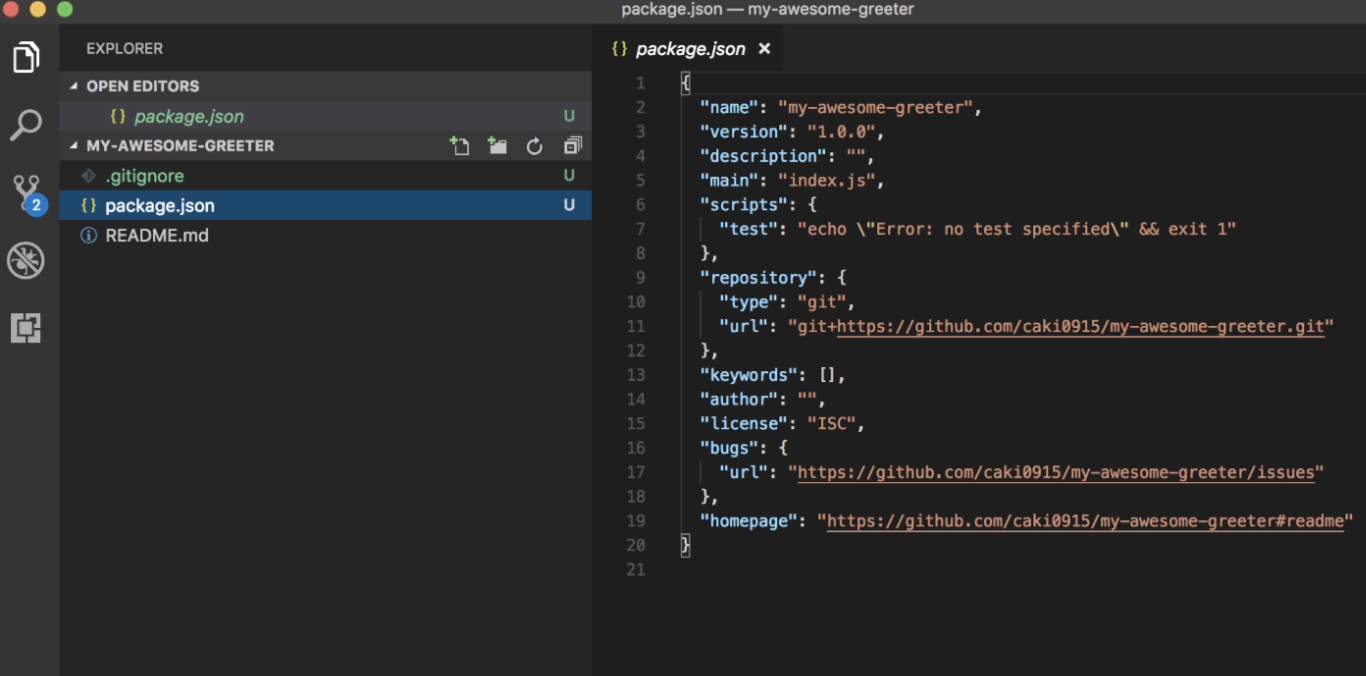 package.json — my-awesome-greeter
EXPLORER
OPEN EDITORS
{} package.json U
MY-AWESOME-GREETER
.gitignore U
{} package.json U
README.md
2
{} package.json ×
1 {
2 "name": "my-awesome-greeter",
3 "version": "1.0.0",
4 "description": "",
5 "main": "index.js",
6 "scripts": {
7 "test": "echo \"Error: no test specified\" && exit 1"
8 },
9 "repository": {
10 "type": "git",
11 "url": "git+https://github.com/caki0915/my-awesome-greeter.git"
12 },
13 "keywords": [],
14 "author": "",
15 "license": "ISC",
16 "bugs": {
17 "url": "https://github.com/caki0915/my-awesome-greeter/issues"
18 },
19 "homepage": "https://github.com/caki0915/my-awesome-greeter#readme"
20 }
21